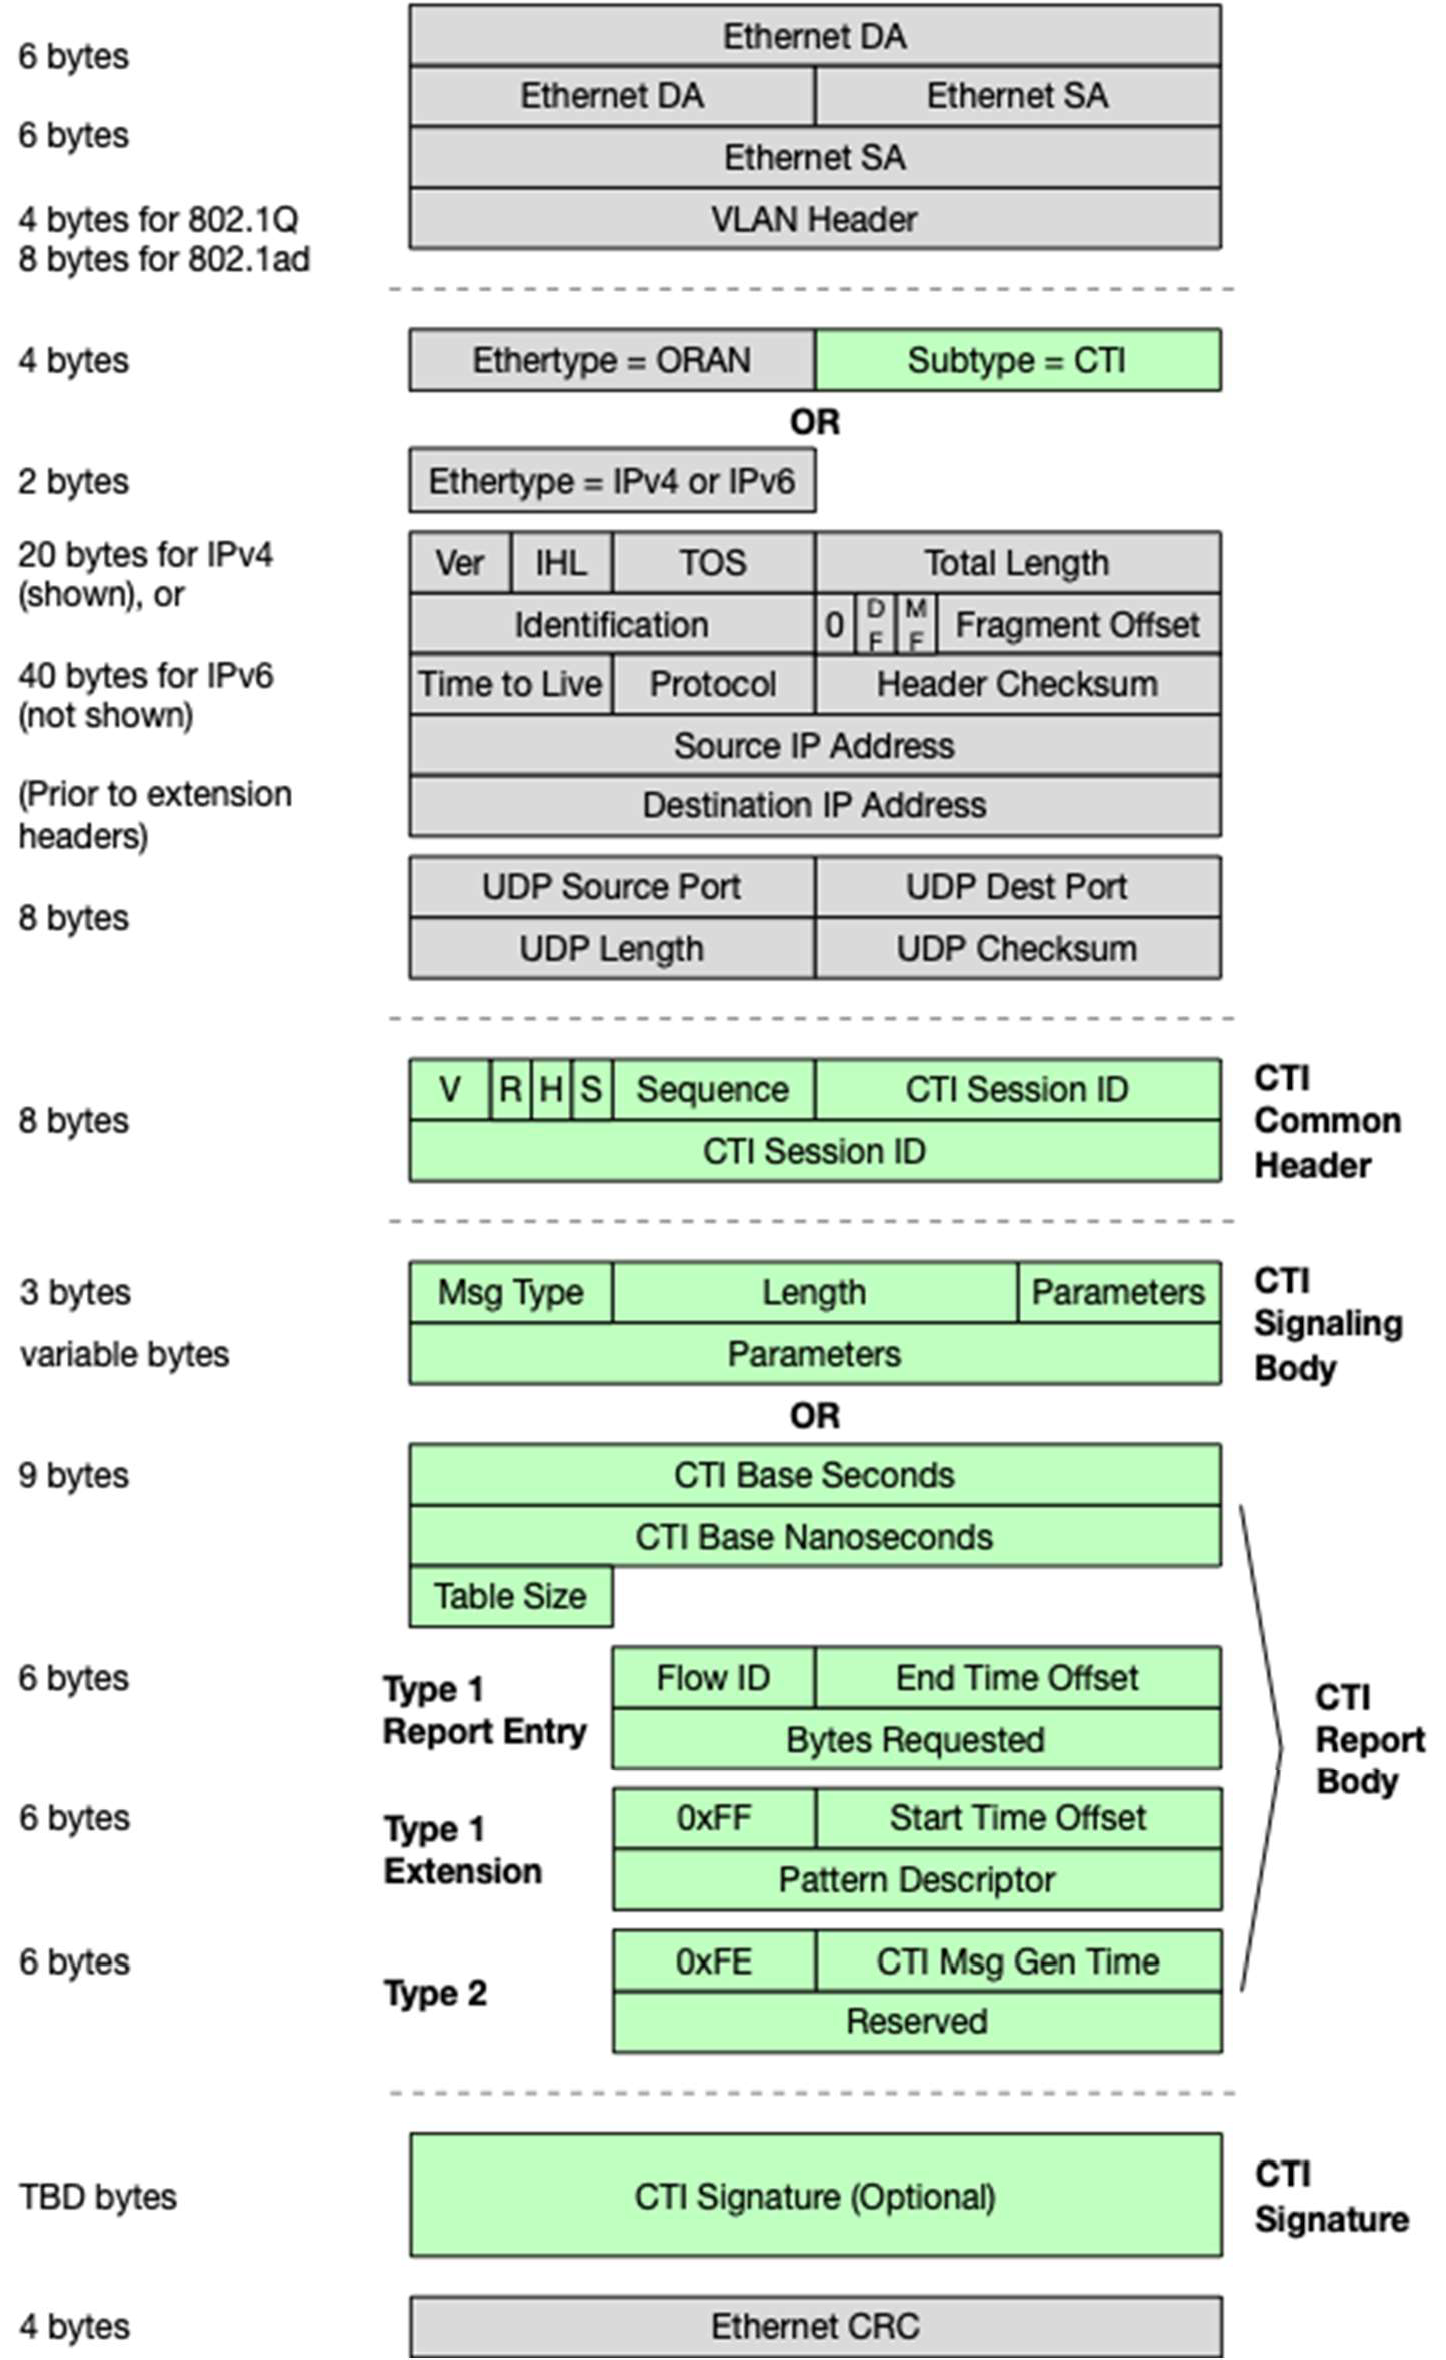 Ethernet DA
6 bytes
Ethernet DA Ethernet SA
6 bytes
Ethernet SA
4 bytes for 802.1Q
8 bytes for 802.1ad
VLAN Header
4 bytes
Ethertype = ORAN Subtype = CTI
OR
2 bytes
Ethertype = IPv4 or IPv6
20 bytes for IPv4
(shown), or
Ver IHL TOS Total Length
Identification 0 DF MF Fragment Offset
40 bytes for IPv6
(not shown)
Time to Live Protocol Header Checksum
Source IP Address
(Prior to extension
headers)
Destination IP Address
UDP Source Port UDP Dest Port
8 bytes
UDP Length UDP Checksum
V R H S Sequence CTI Session ID
8 bytes
CTI Session ID
CTI
Common
Header
3 bytes
Msg Type Length Parameters
variable bytes
Parameters
CTI
Signaling
Body
OR
9 bytes
CTI Base Seconds
CTI Base Nanoseconds
Table Size
6 bytes
Type 1
Report Entry
Flow ID End Time Offset
Bytes Requested
CTI
Report
Body
6 bytes
Type 1
Extension
0xFF Start Time Offset
Pattern Descriptor
6 bytes
Type 2
0xFE CTI Msg Gen Time
Reserved
TBD bytes
CTI Signature (Optional)
CTI
Signature
4 bytes
Ethernet CRC